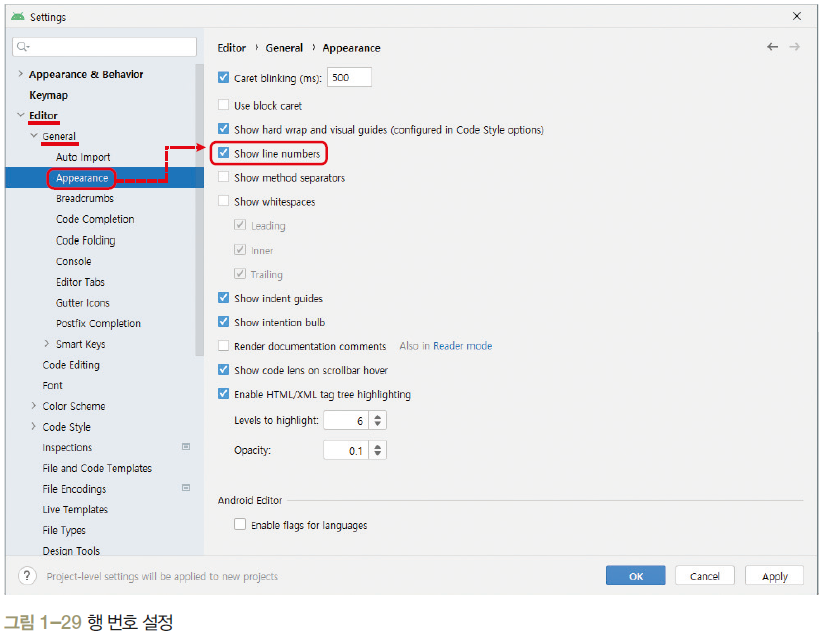 Settings
Appearance & Behavior
Keymap
Editor
General
Auto Import
Appearance
Breadcrumbs
Code Completion
Code Folding
Console
Editor Tabs
Gutter Icons
Postfix Completion
Smart Keys
Code Editing
Font
Color Scheme
Code Style
Inspections
File and Code Templates
File Encodings
Live Templates
File Types
Design Tools
Editor › General › Appearance
Caret blinking (ms): 500
Use block caret
Show hard wrap and visual guides (configured in Code Style options)
Show line numbers
Show method separators
Show whitespaces
Leading
Inner
Trailing
Show indent guides
Show intention bulb
Render documentation comments Also in Reader mode
Show code lens on scrollbar hover
Enable HTML/XML tag tree highlighting
Levels to highlight: 6
Opacity: 0.1
Android Editor
Enable flags for languages
? Project-level settings will be applied to new projects
OK Cancel Apply
그림 1-29 행 번호 설정